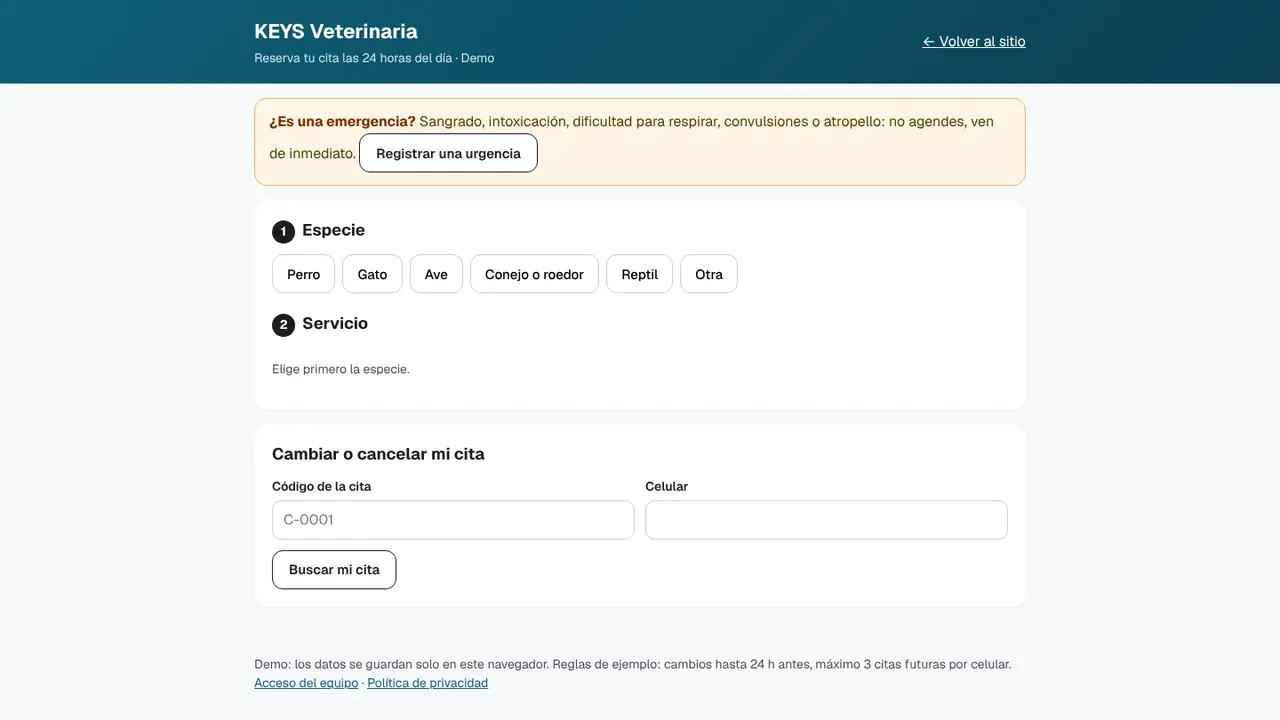 KEYS Veterinaria
Reserva tu cita las 24 horas del día · Demo
← Volver al sitio
¿Es una emergencia? Sangrado, intoxicación, dificultad para respirar, convulsiones o atropello: no agendes, ven
de inmediato. Registrar una urgencia
1 Especie
Perro Gato Ave Conejo o roedor Reptil Otra
2 Servicio
Elige primero la especie.
Cambiar o cancelar mi cita
Código de la cita Celular
C-0001
Buscar mi cita
Demo: los datos se guardan solo en este navegador. Reglas de ejemplo: cambios hasta 24 h antes, máximo 3 citas futuras por celular.
Acceso del equipo · Política de privacidad